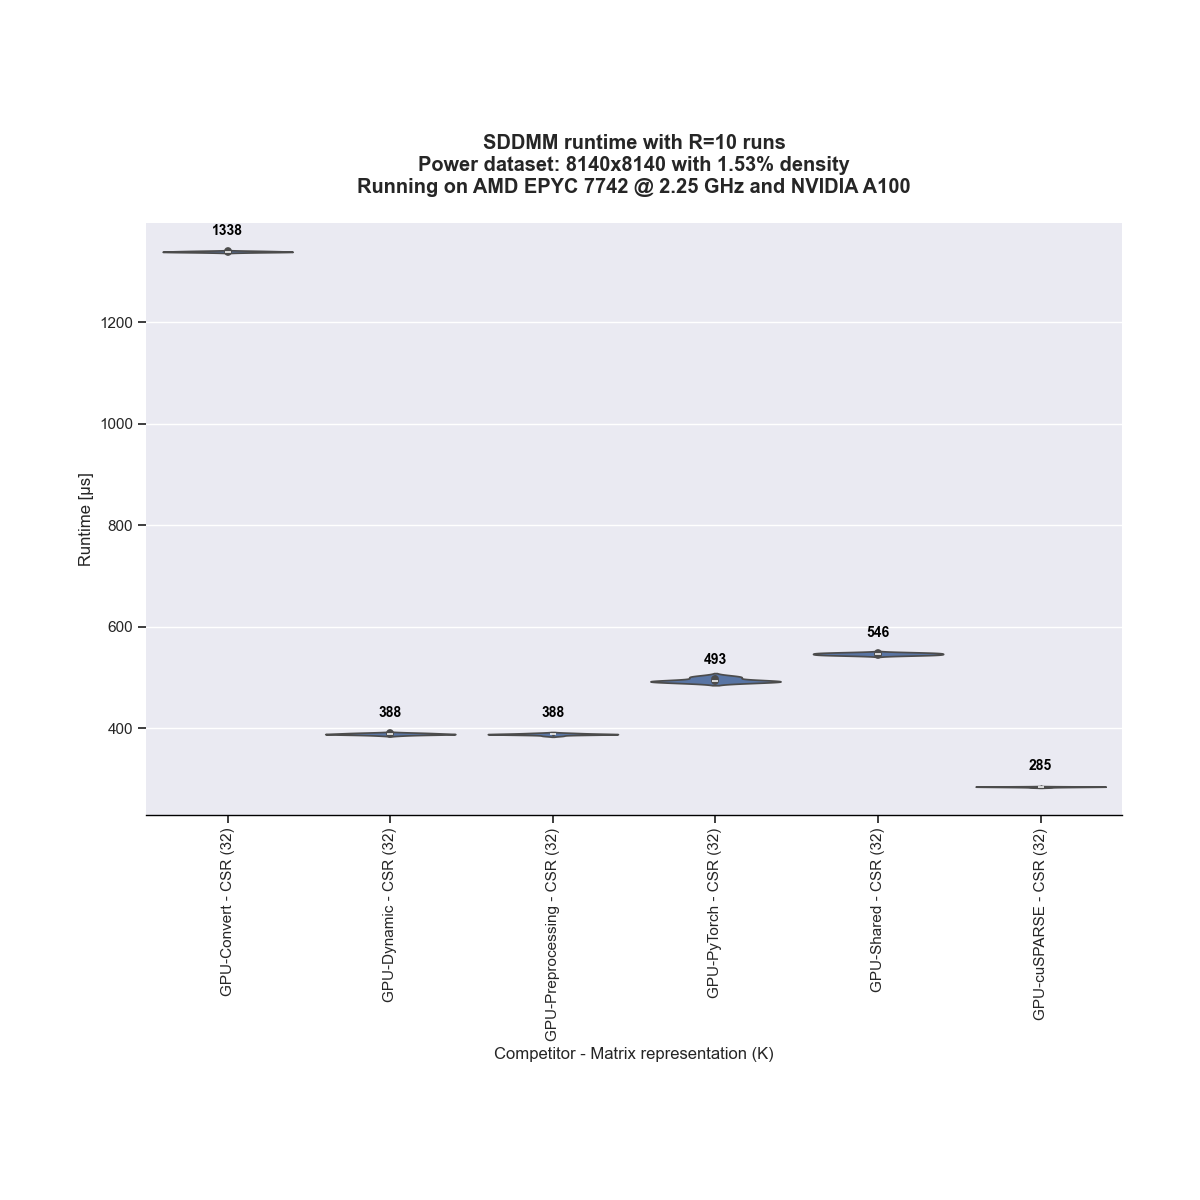 SDDMM runtime with R=10 runs
Power dataset: 8140x8140 with 1.53% density
Running on AMD EPYC 7742 @ 2.25 GHz and NVIDIA A100
1338
1200
1000
800
600
400
Runtime [µs]
388
388
493
546
285
GPU-Convert - CSR (32)
GPU-Dynamic - CSR (32)
GPU-Preprocessing - CSR (32)
GPU-PyTorch - CSR (32)
GPU-Shared - CSR (32)
GPU-cuSPARSE - CSR (32)
Competitor - Matrix representation (K)